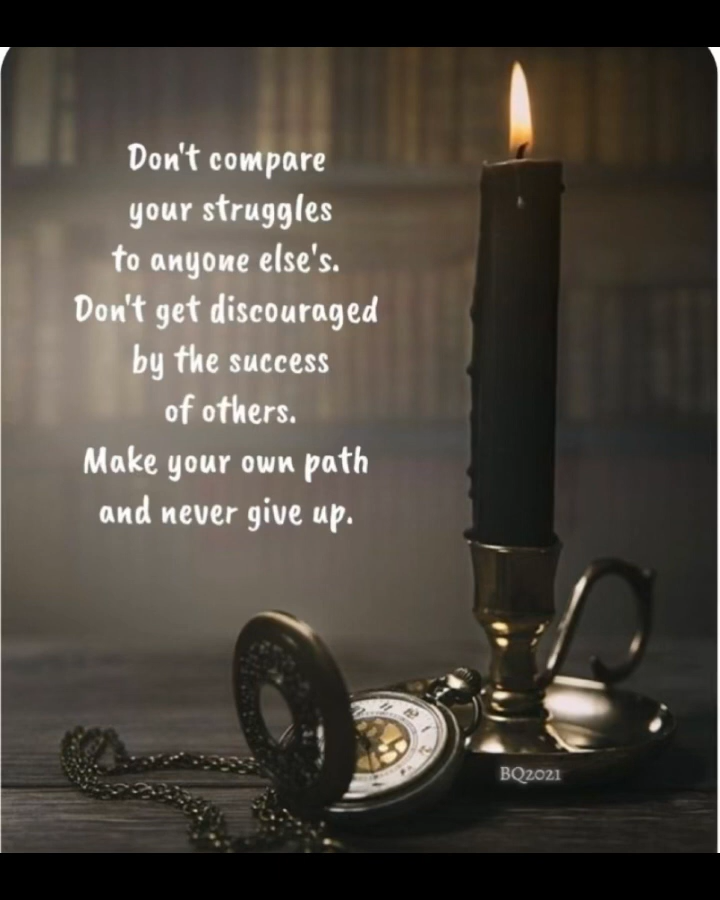 Don't compare
your struggles
to anyone else's.
Don't get discouraged
by the success
of others.
Make your own path
and never give up.
BQ2021